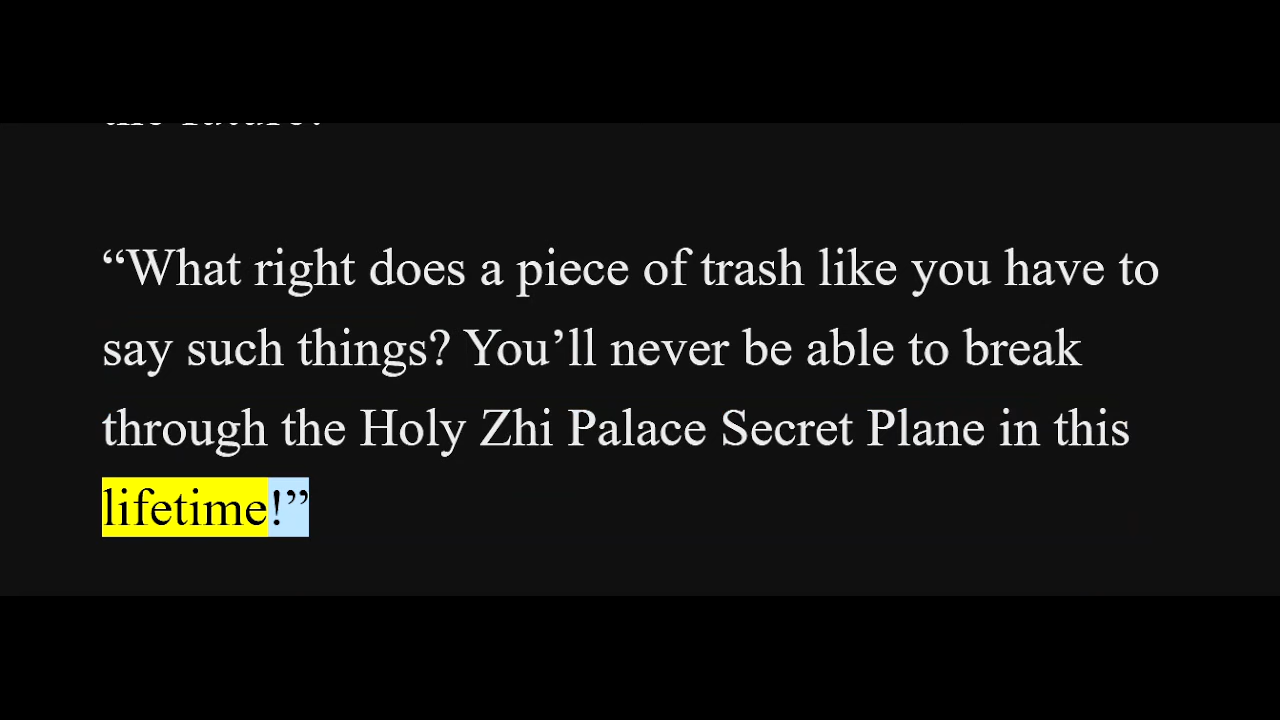 “What right does a piece of trash like you have to
say such things? You’ll never be able to break
through the Holy Zhi Palace Secret Plane in this
lifetime!”